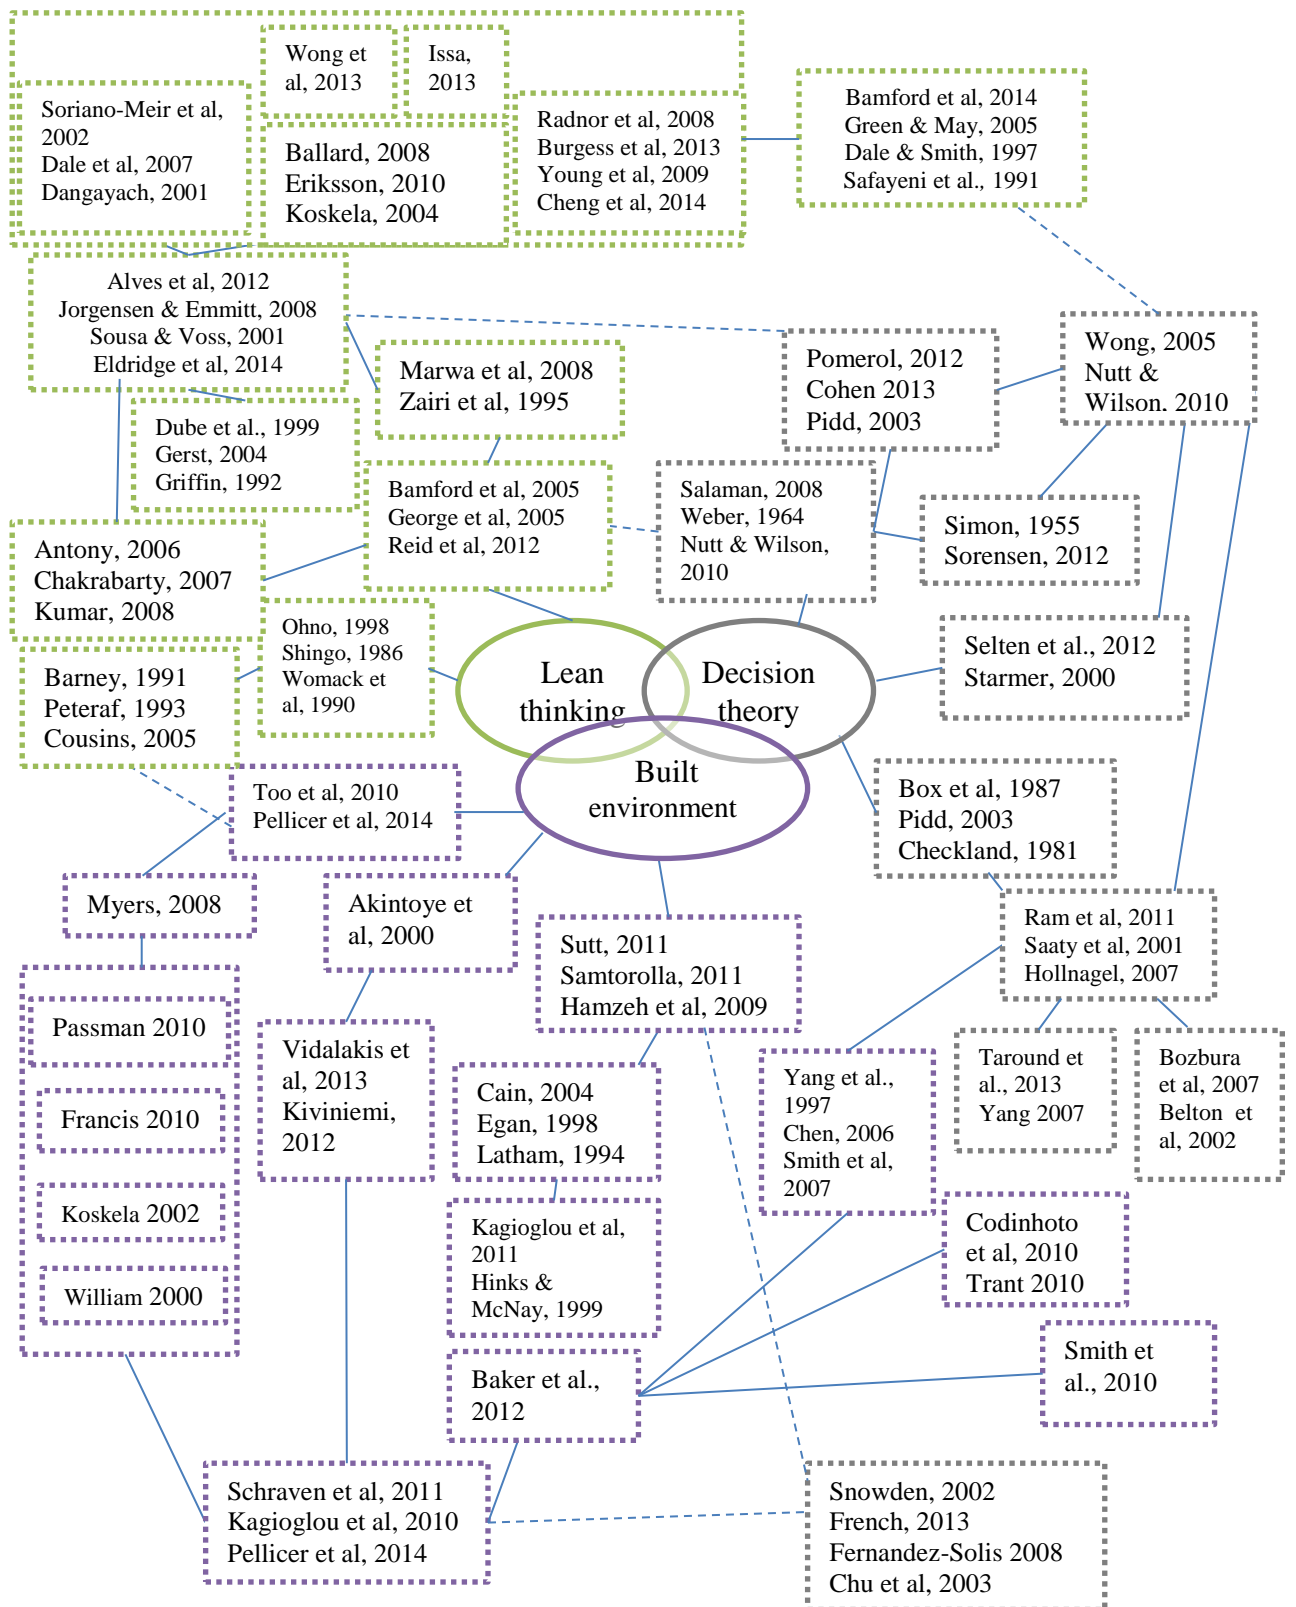 Wong et
al, 2013
Issa,
2013
Soriano-Meir et al,
2002
Dale et al, 2007
Dangayach, 2001
Ballard, 2008
Eriksson, 2010
Koskela, 2004
Radnor et al, 2008
Burgess et al, 2013
Young et al, 2009
Cheng et al, 2014
Bamford et al, 2014
Green & May, 2005
Dale & Smith, 1997
Safayeni et al., 1991
Alves et al, 2012
Jorgensen & Emmitt, 2008
Sousa & Voss, 2001
Eldridge et al, 2014
Marwa et al, 2008
Zairi et al, 1995
Pomerol, 2012
Cohen 2013
Pidd, 2003
Wong, 2005
Nutt &
Wilson, 2010
Dube et al., 1999
Gerst, 2004
Griffin, 1992
Bamford et al, 2005
George et al, 2005
Reid et al, 2012
Salaman, 2008
Weber, 1964
Nutt & Wilson,
2010
Simon, 1955
Sorensen, 2012
Antony, 2006
Chakrabarty, 2007
Kumar, 2008
Ohno, 1998
Shingo, 1986
Womack et
al, 1990
Barney, 1991
Peteraf, 1993
Cousins, 2005
Lean
thinking
Decision
theory
Built
environment
Selten et al., 2012
Starmer, 2000
Too et al, 2010
Pellicer et al, 2014
Box et al, 1987
Pidd, 2003
Checkland, 1981
Myers, 2008
Akintoye et
al, 2000
Sutt, 2011
Samtorolla, 2011
Hamzeh et al, 2009
Ram et al, 2011
Saaty et al, 2001
Hollnagel, 2007
Passman 2010
Francis 2010
Koskela 2002
William 2000
Vidalakis et
al, 2013
Kiviniemi,
2012
Cain, 2004
Egan, 1998
Latham, 1994
Yang et al.,
1997
Chen, 2006
Smith et al,
2007
Taround et
al., 2013
Yang 2007
Bozbura
et al, 2007
Belton et
al, 2002
Kagioglou et al,
2011
Hinks &
McNay, 1999
Codinhoto
et al, 2010
Trant 2010
Baker et al.,
2012
Smith et
al., 2010
Schraven et al, 2011
Kagioglou et al, 2010
Pellicer et al, 2014
Snowden, 2002
French, 2013
Fernandez-Solis 2008
Chu et al, 2003